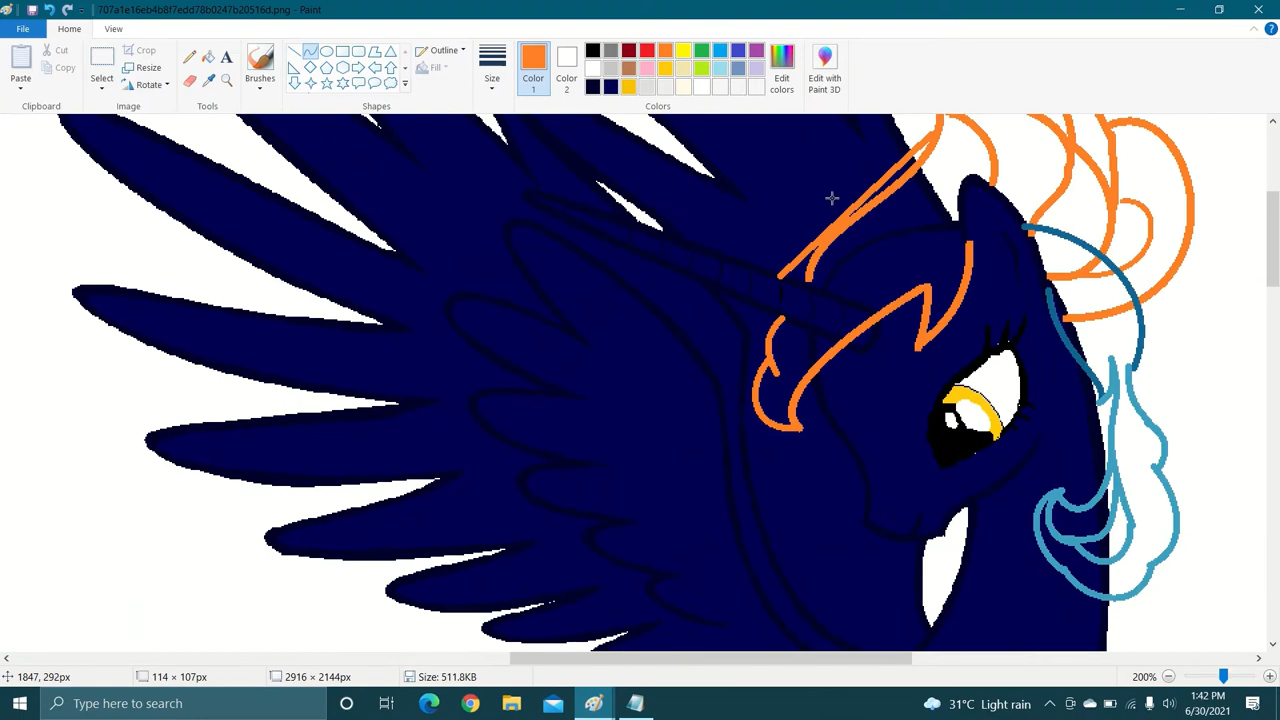 707a1e16eb4b8f7edd78b0247b20516d.png - Paint
File Home View
Paste
Cut
Copy
Select
Crop
Resize
Rotate
Brushes
Outline
Fill
Size
Color 1
Color 2
Edit colors
Edit with Paint 3D
Clipboard Image Tools Shapes Colors
1847, 292px 114 × 107px 2916 × 2144px Size: 511.8KB 200%
Type here to search 31°C Light rain 1:42 PM
6/30/2021